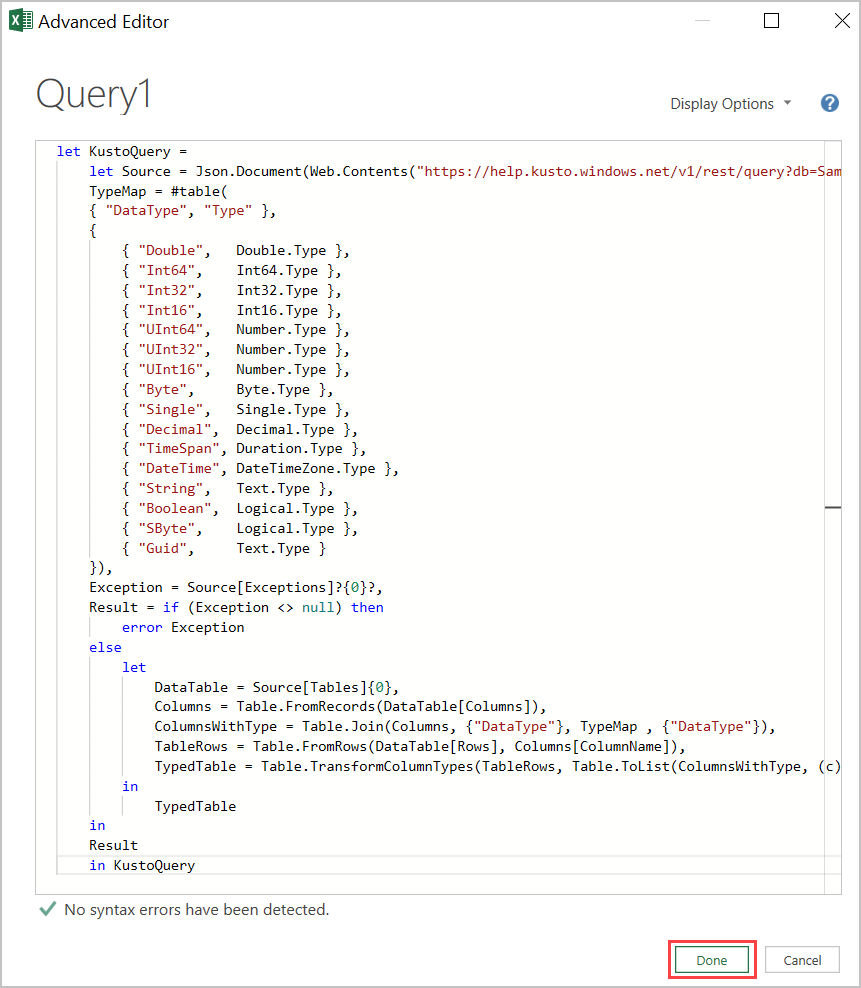 Advanced Editor
Query1
Display Options
let KustoQuery =
    let Source = Json.Document(Web.Contents("https://help.kusto.windows.net/v1/rest/query?db=Sam
    TypeMap = #table(
    { "DataType", "Type" },
    {
        { "Double",   Double.Type },
        { "Int64",    Int64.Type },
        { "Int32",    Int32.Type },
        { "Int16",    Int16.Type },
        { "UInt64",   Number.Type },
        { "UInt32",   Number.Type },
        { "UInt16",   Number.Type },
        { "Byte",     Byte.Type },
        { "Single",   Single.Type },
        { "Decimal",  Decimal.Type },
        { "TimeSpan", Duration.Type },
        { "DateTime", DateTimeZone.Type },
        { "String",   Text.Type },
        { "Boolean",  Logical.Type },
        { "SByte",    Logical.Type },
        { "Guid",     Text.Type }
    }),
    Exception = Source[Exceptions]?{0}?,
    Result = if (Exception <> null) then
        error Exception
    else
        let
            DataTable = Source[Tables]{0},
            Columns = Table.FromRecords(DataTable[Columns]),
            ColumnsWithType = Table.Join(Columns, {"DataType"}, TypeMap , {"DataType"}),
            TableRows = Table.FromRows(DataTable[Rows], Columns[ColumnName]),
            TypedTable = Table.TransformColumnTypes(TableRows, Table.ToList(ColumnsWithType, (c)
        in
            TypedTable
    in
    Result
    in KustoQuery
No syntax errors have been detected.
Done
Cancel